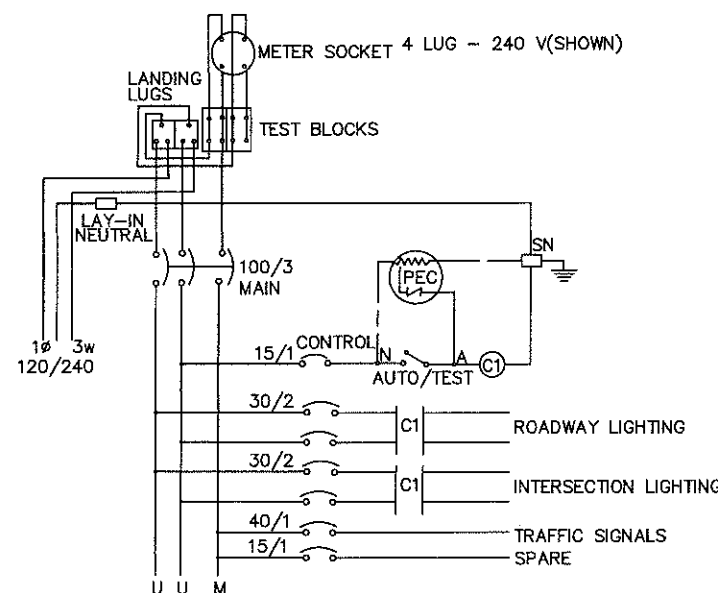 METER SOCKET 4 LUG - 240 V(SHOWN)
LANDING
LUGS
TEST BLOCKS
LAY-IN
NEUTRAL
SN
100/3
MAIN
PEC
1ø 3w
120/240
15/1 CONTROL N A C1
AUTO/TEST
30/2 C1 ROADWAY LIGHTING
30/2 C1 INTERSECTION LIGHTING
40/1 TRAFFIC SIGNALS
15/1 SPARE
U U M